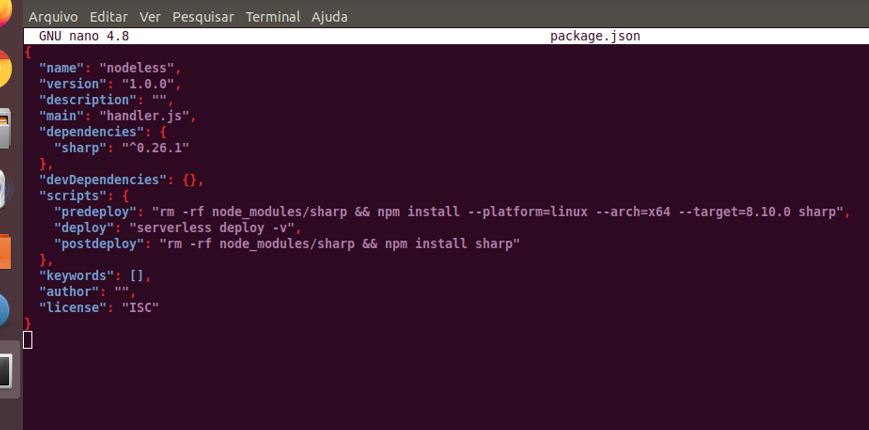 Arquivo Editar Ver Pesquisar Terminal Ajuda
GNU nano 4.8 package.json
{
"name": "nodeless",
"version": "1.0.0",
"description": "",
"main": "handler.js",
"dependencies": {
"sharp": "^0.26.1"
},
"devDependencies": {},
"scripts": {
"predeploy": "rm -rf node_modules/sharp && npm install --platform=linux --arch=x64 --target=8.10.0 sharp",
"deploy": "serverless deploy -v",
"postdeploy": "rm -rf node_modules/sharp && npm install sharp"
},
"keywords": [],
"author": "",
"license": "ISC"
}